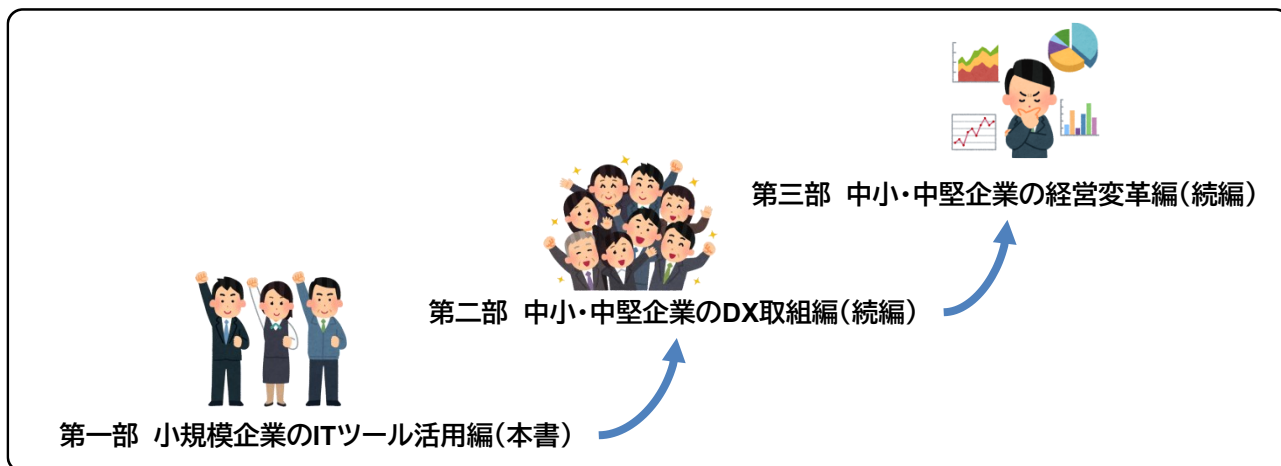 第三部 中小・中堅企業の経営変革編(続編)
第二部 中小・中堅企業のDX取組編(続編)
第一部 小規模企業のITツール活用編(本書)